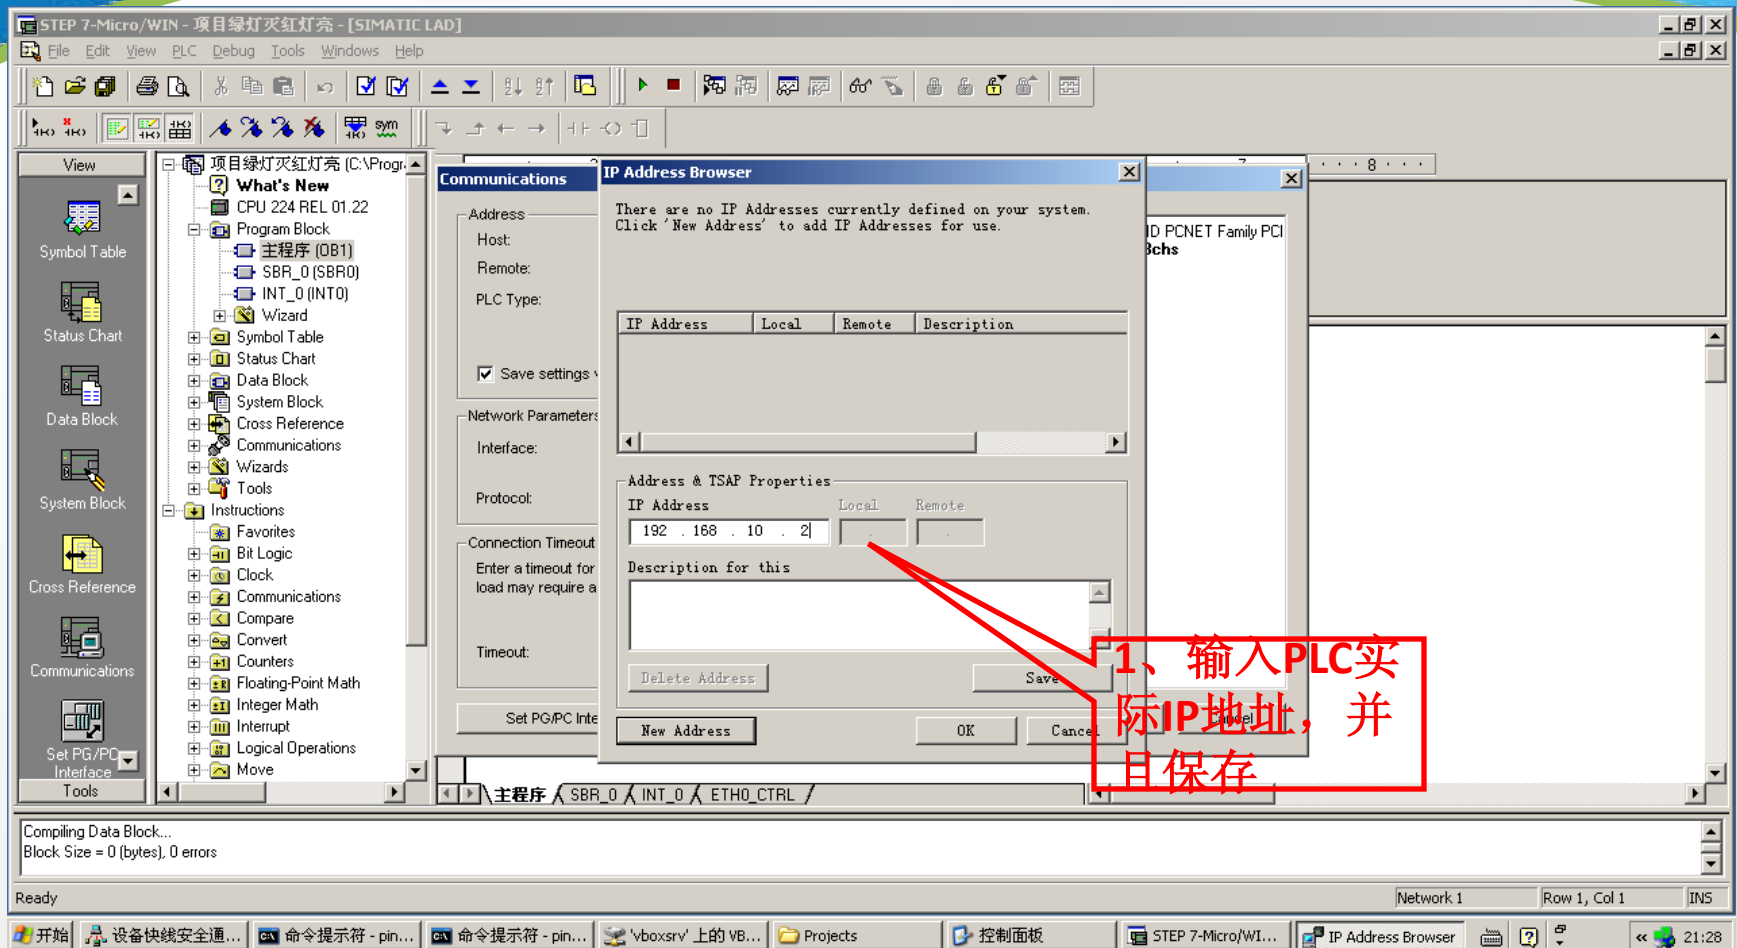 STEP 7-Micro/WIN - 项目绿灯灭红灯亮 - [SIMATIC LAD]
File Edit View PLC Debug Tools Windows Help
View
Symbol Table
Status Chart
Data Block
System Block
Cross Reference
Communications
Set PG/PC
Interface
Tools
项目绿灯灭红灯亮 (C:\Progr
What's New
CPU 224 REL 01.22
Program Block
主程序 (OB1)
SBR_0 (SBR0)
INT_0 (INT0)
Wizard
Symbol Table
Status Chart
Data Block
System Block
Cross Reference
Communications
Wizards
Tools
Instructions
Favorites
Bit Logic
Clock
Communications
Compare
Convert
Counters
Floating-Point Math
Integer Math
Interrupt
Logical Operations
Move
sym
8
Communications
Address
Host:
Remote:
PLC Type:
Save settings
Network Parameters
Interface:
Protocol:
Connection Timeout
Enter a timeout for
load may require a
Timeout:
Set PG/PC Inte
ID PCNET Family PCI
3chs
Cancel
IP Address Browser
There are no IP Addresses currently defined on your system.
Click 'New Address' to add IP Addresses for use.
IP Address Local Remote Description
Address & TSAP Properties
IP Address Local Remote
192 . 168 . 10 . 2
Description for this
Delete Address Save
New Address OK Cancel
1、输入PLC实
际IP地址，并
且保存
主程序 SBR_0 INT_0 ETH0_CTRL
Compiling Data Block...
Block Size = 0 (bytes), 0 errors
Ready Network 1 Row 1, Col 1 INS
开始 设备快线安全通... 命令提示符 - pin... 命令提示符 - pin... 'vboxsrv' 上的 VB... Projects 控制面板 STEP 7-Micro/WI... IP Address Browser 21:28